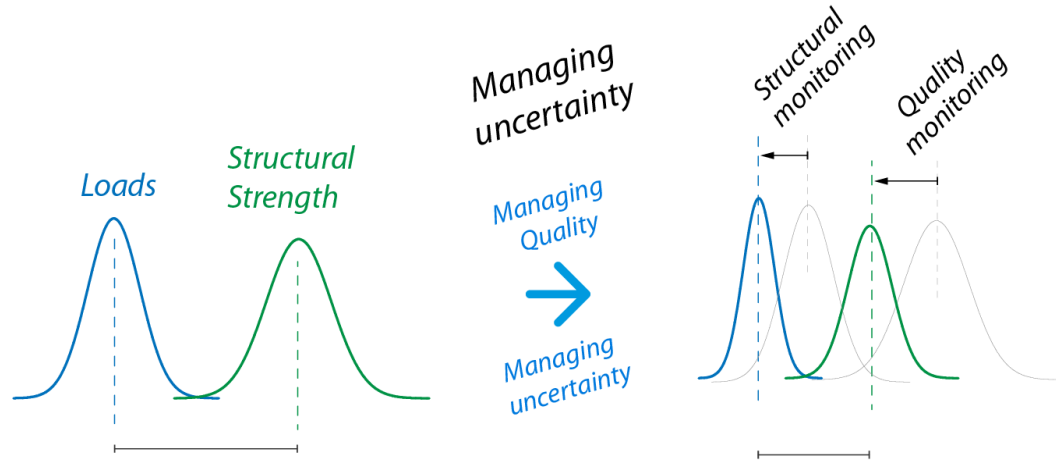 Loads
Structural
Strength
Managing
uncertainty
Managing
Quality
Managing
uncertainty
Structural
monitoring
Quality
monitoring